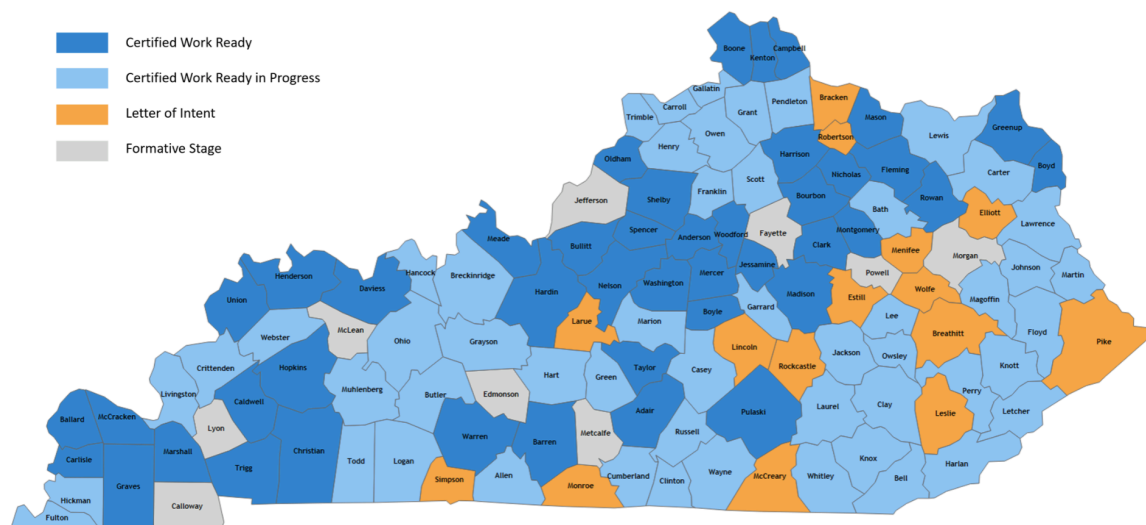 Certified Work Ready
Certified Work Ready in Progress
Letter of Intent
Formative Stage
Boone
Kenton
Campbell
Gallatin
Carroll
Trimble
Grant
Pendleton
Bracken
Robertson
Mason
Lewis
Greenup
Boyd
Owen
Henry
Oldham
Harrison
Nicholas
Fleming
Carter
Jefferson
Shelby
Franklin
Scott
Bourbon
Bath
Rowan
Elliott
Lawrence
Spencer
Anderson
Woodford
Fayette
Clark
Montgomery
Menifee
Morgan
Johnson
Martin
Meade
Bullitt
Nelson
Washington
Mercer
Jessamine
Madison
Powell
Estill
Wolfe
Magoffin
Henderson
Union
Daviess
Hancock
Breckinridge
Hardin
Larue
Marion
Boyle
Garrard
Lincoln
Rockcastle
Lee
Breathitt
Floyd
Pike
McLean
Webster
Ohio
Grayson
Hart
Green
Taylor
Casey
Jackson
Owsley
Knott
Perry
Crittenden
Livingston
Hopkins
Muhlenberg
Butler
Edmonson
Adair
Pulaski
Laurel
Clay
Leslie
Letcher
Ballard
McCracken
Caldwell
Lyon
Warren
Barren
Metcalfe
Russell
Carlisle
Marshall
Graves
Trigg
Christian
Todd
Logan
Simpson
Allen
Monroe
Cumberland
Clinton
Wayne
McCreary
Whitley
Knox
Bell
Harlan
Hickman
Fulton
Calloway